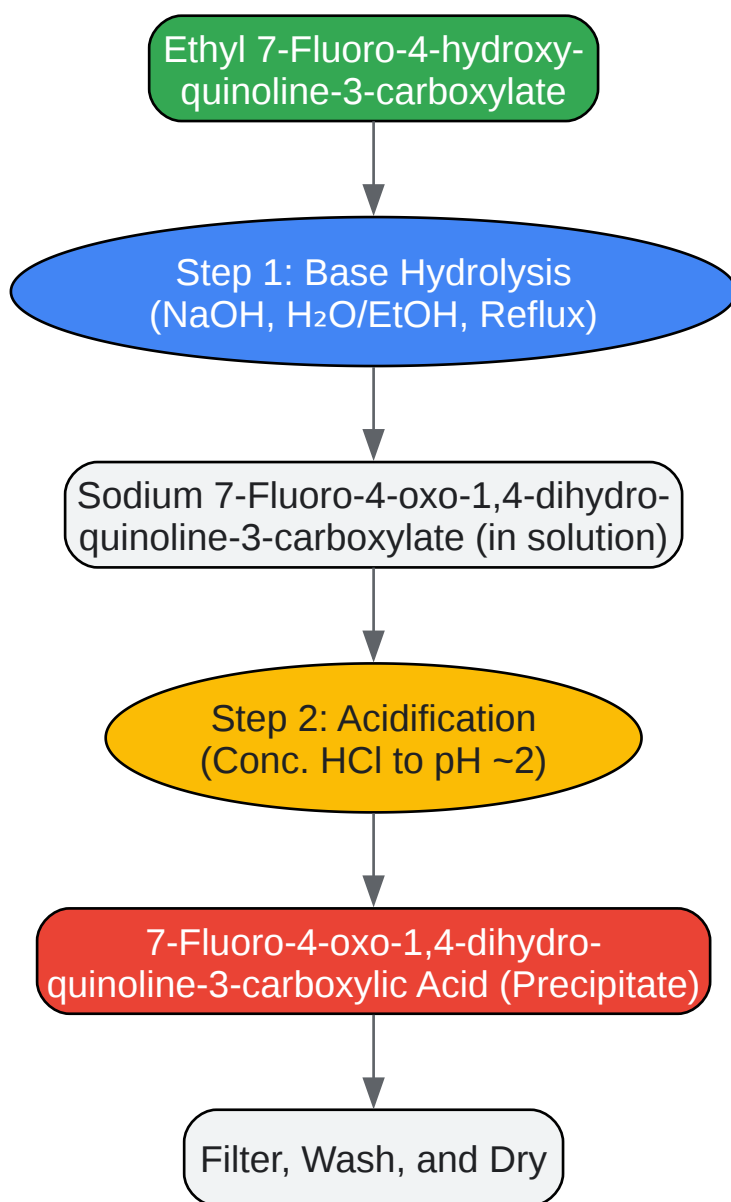 Ethyl 7-Fluoro-4-hydroxy-
quinoline-3-carboxylate
Step 1: Base Hydrolysis
(NaOH, H₂O/EtOH, Reflux)
Sodium 7-Fluoro-4-oxo-1,4-dihydro-
quinoline-3-carboxylate (in solution)
Step 2: Acidification
(Conc. HCl to pH ~2)
7-Fluoro-4-oxo-1,4-dihydro-
quinoline-3-carboxylic Acid (Precipitate)
Filter, Wash, and Dry